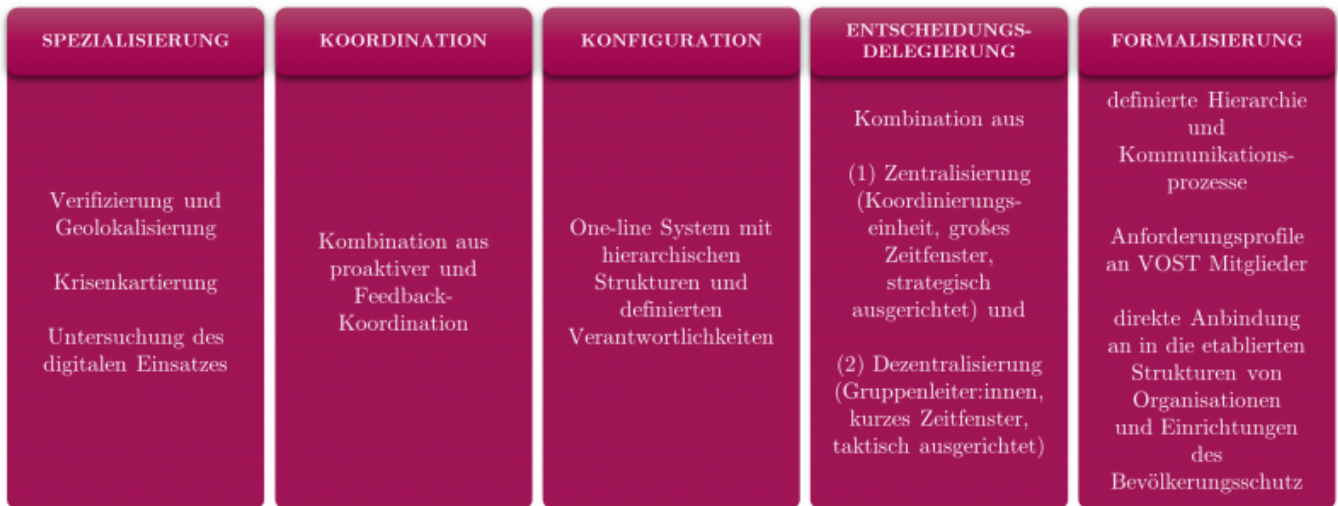 SPEZIALISIERUNG
Verifizierung und
Geolokalisierung
Krisenkartierung
Untersuchung des
digitalen Einsatzes
KOORDINATION
Kombination aus
proaktiver und
Feedback-
Koordination
KONFIGURATION
One-line System mit
hierarchischen
Strukturen und
definierten
Verantwortlichkeiten
ENTSCHEIDUNGS-
DELEGIERUNG
Kombination aus
(1) Zentralisierung
(Koordinierungs-
einheit, großes
Zeitfenster,
strategisch
ausgerichtet) und
(2) Dezentralisierung
(Gruppenleiter:innen,
kurzes Zeitfenster,
taktisch ausgerichtet)
FORMALISIERUNG
definierte Hierarchie
und
Kommunikations-
prozesse
Anforderungsprofile
an VOST Mitglieder
direkte Anbindung
an in die etablierten
Strukturen von
Organisationen
und Einrichtungen
des
Bevölkerungsschutz